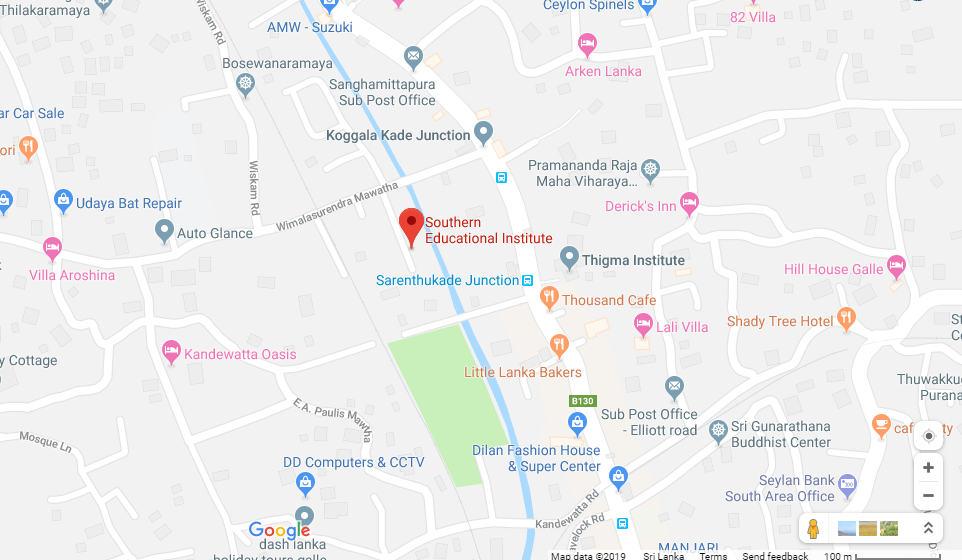 Thilakaramaya
Wiskam Rd
AMW - Suzuki
Ceylon Spinels
82 Villa
Arken Lanka
Bosewanaramaya
Sanghamittapura
Sub Post Office
ar Car Sale
Koggala Kade Junction
ori
Pramananda Raja
Maha Viharaya...
Wiskam Rd
Wimalasurendra Mawatha
Udaya Bat Repair
Derick's Inn
Auto Glance
Southern
Educational Institute
Villa Aroshina
Thigma Institute
Hill House Galle
Sarenthukade Junction
Thousand Cafe
Shady Tree Hotel
Lali Villa
St
Co
y Cottage
Kandewatta Oasis
Little Lanka Bakers
Thuwakku
Purana
B130
E.A. Paulis Mawtha
Sub Post Office
- Elliott road
Sri Gunarathana
Buddhist Center
Mosque Ln
Dilan Fashion House
& Super Center
DD Computers & CCTV
Seylan Bank
South Area Office
Kandewatta Rd
velock Rd
Google
dash lanka
holiday tours galle
MANJARI
Map data ©2019 Sri Lanka Terms Send feedback 100 m